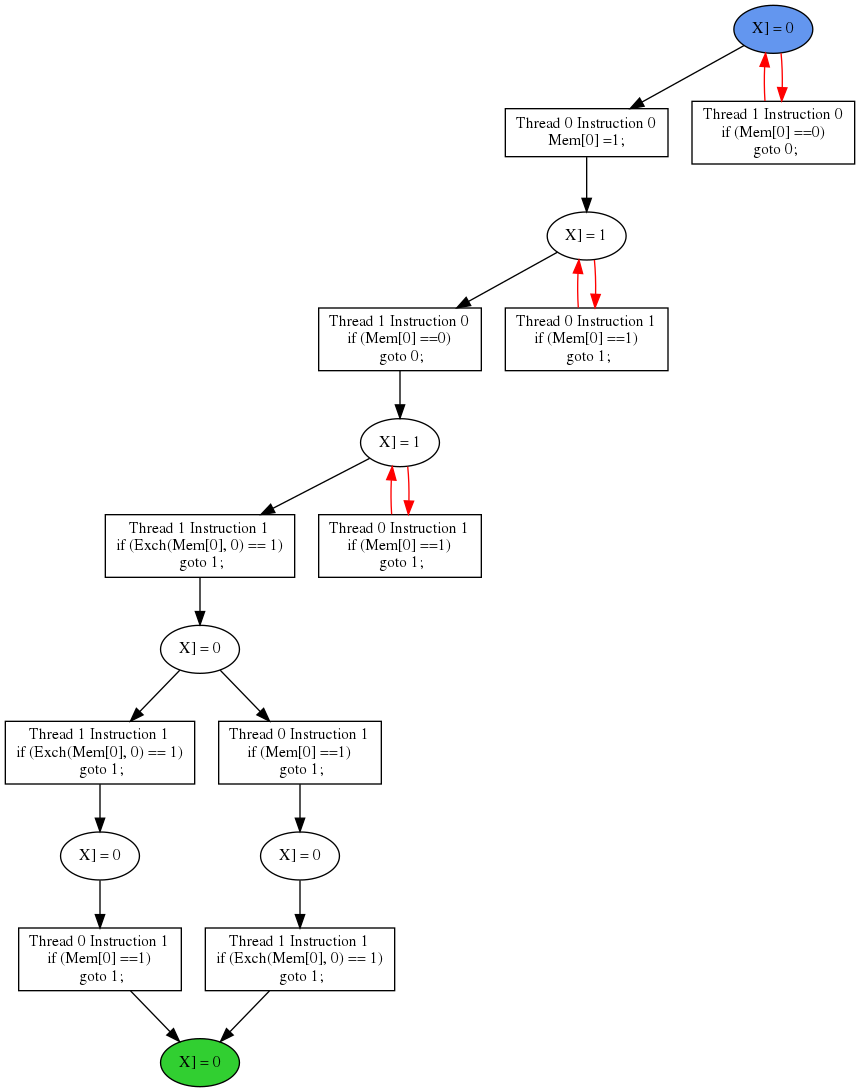 X] = 0
Thread 0 Instruction 0
Mem[0] =1;
Thread 1 Instruction 0
if (Mem[0] ==0)
goto 0;
X] = 1
Thread 1 Instruction 0
if (Mem[0] ==0)
goto 0;
Thread 0 Instruction 1
if (Mem[0] ==1)
goto 1;
X] = 1
Thread 1 Instruction 1
if (Exch(Mem[0], 0) == 1)
goto 1;
Thread 0 Instruction 1
if (Mem[0] ==1)
goto 1;
X] = 0
Thread 1 Instruction 1
if (Exch(Mem[0], 0) == 1)
goto 1;
Thread 0 Instruction 1
if (Mem[0] ==1)
goto 1;
X] = 0
X] = 0
Thread 0 Instruction 1
if (Mem[0] ==1)
goto 1;
Thread 1 Instruction 1
if (Exch(Mem[0], 0) == 1)
goto 1;
X] = 0